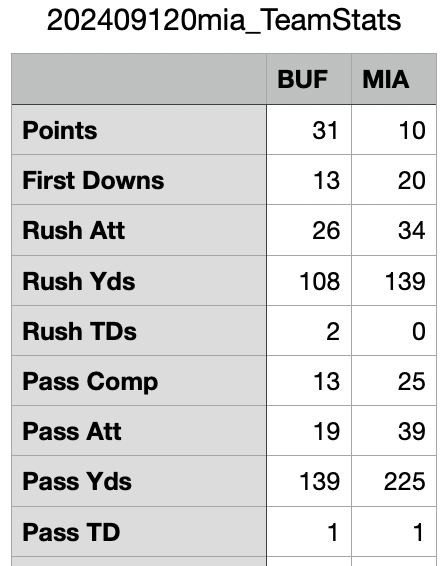 202409120mia_TeamStats
BUF MIA
Points 31 10
First Downs 13 20
Rush Att 26 34
Rush Yds 108 139
Rush TDs 2 0
Pass Comp 13 25
Pass Att 19 39
Pass Yds 139 225
Pass TD 1 1